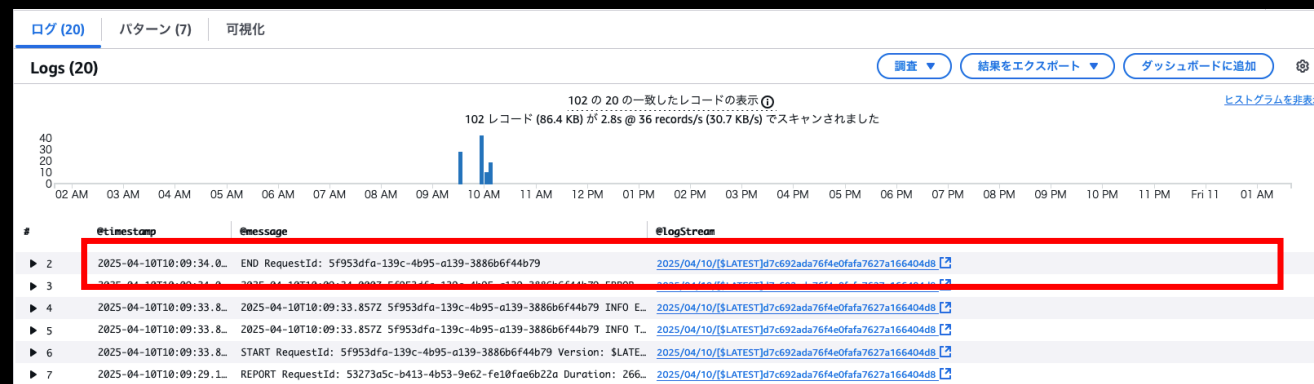 ログ (20) パターン (7) 可視化
Logs (20) 調査 ▼ 結果をエクスポート ▼ ダッシュボードに追加
102 の 20 の一致したレコードの表示
ヒストグラムを非表
102 レコード (86.4 KB) が 2.8s @ 36 records/s (30.7 KB/s) でスキャンされました
40
30
20
10
0
02 AM 03 AM 04 AM 05 AM 06 AM 07 AM 08 AM 09 AM 10 AM 11 AM 12 PM 01 PM 02 PM 03 PM 04 PM 05 PM 06 PM 07 PM 08 PM 09 PM 10 PM 11 PM Fri 11 01 AM
# @timestamp @message @logStream
▶ 2 2025-04-10T10:09:34.0… END RequestId: 5f953dfa-139c-4b95-a139-3886b6f44b79 2025/04/10/[$LATEST]d7c692ada76f4e0fafa7627a166404d8
▶ 3
▶ 4 2025-04-10T10:09:33.8… 2025-04-10T10:09:33.857Z 5f953dfa-139c-4b95-a139-3886b6f44b79 INFO E… 2025/04/10/[$LATEST]d7c692ada76f4e0fafa7627a166404d8
▶ 5 2025-04-10T10:09:33.8… 2025-04-10T10:09:33.857Z 5f953dfa-139c-4b95-a139-3886b6f44b79 INFO T… 2025/04/10/[$LATEST]d7c692ada76f4e0fafa7627a166404d8
▶ 6 2025-04-10T10:09:33.8… START RequestId: 5f953dfa-139c-4b95-a139-3886b6f44b79 Version: $LATE… 2025/04/10/[$LATEST]d7c692ada76f4e0fafa7627a166404d8
▶ 7 2025-04-10T10:09:29.1… REPORT RequestId: 53273a5c-b413-4b53-9e62-fe10fae6b22a Duration: 266… 2025/04/10/[$LATEST]d7c692ada76f4e0fafa7627a166404d8